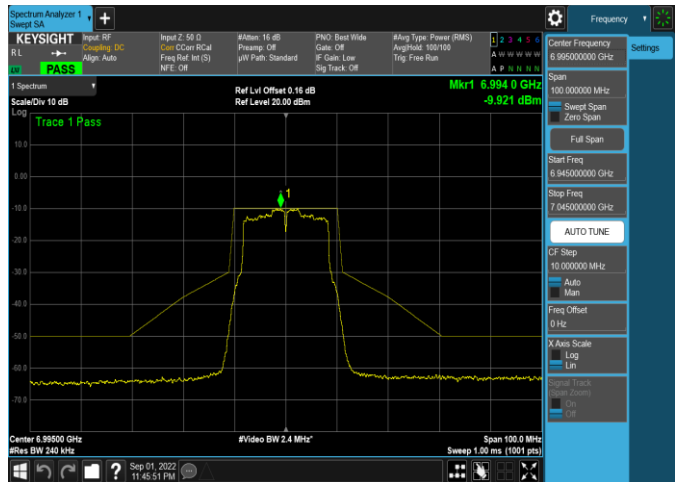 Spectrum Analyzer 1
Swept SA
Frequency
KEYSIGHT
RL
LW
PASS
Input: RF
Coupling: DC
Align: Auto
Input Z: 50 Ω
Corr CCorr RCal
Freq Ref: Int (S)
NFE: Off
#Atten: 16 dB
Preamp: Off
µW Path: Standard
PNO: Best Wide
Gate: Off
IF Gain: Low
Sig Track: Off
#Avg Type: Power (RMS)
Avg|Hold: 100/100
Trig: Free Run
1 2 3 4 5 6
A W W W W W
A P N N N N
1 Spectrum
Scale/Div 10 dB
Log
Ref Lvl Offset 0.16 dB
Ref Level 20.00 dBm
Mkr1 6.994 0 GHz
-9.921 dBm
Trace 1 Pass
10.0
0.00
-10.0
-20.0
-30.0
-40.0
-50.0
-60.0
-70.0
1
Center 6.99500 GHz
#Res BW 240 kHz
#Video BW 2.4 MHz*
Span 100.0 MHz
Sweep 1.00 ms (1001 pts)
Sep 01, 2022
11:45:51 PM
?
Center Frequency
6.995000000 GHz
Settings
Span
100.000000 MHz
Swept Span
Zero Span
Full Span
Start Freq
6.945000000 GHz
Stop Freq
7.045000000 GHz
AUTO TUNE
CF Step
10.000000 MHz
Auto
Man
Freq Offset
0 Hz
X Axis Scale
Log
Lin
Signal Track
(Span Zoom)
On
Off